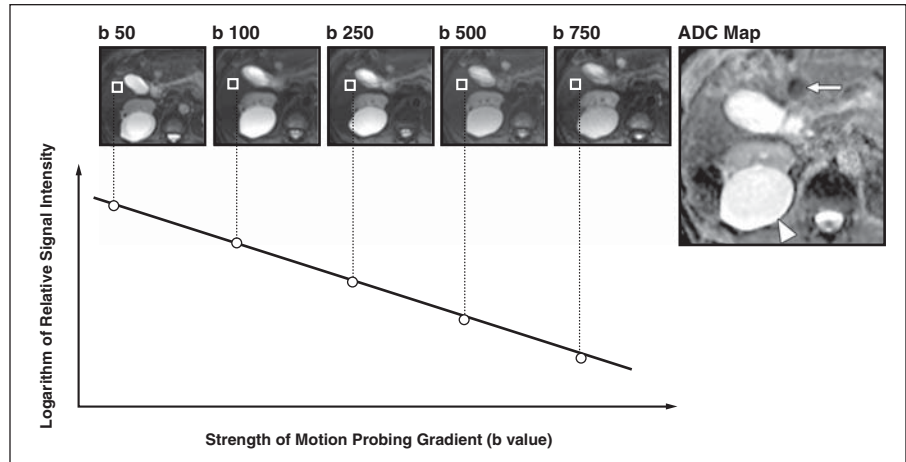 b 50 b 100 b 250 b 500 b 750 ADC Map
Logarithm of Relative Signal Intensity
Strength of Motion Probing Gradient (b value)